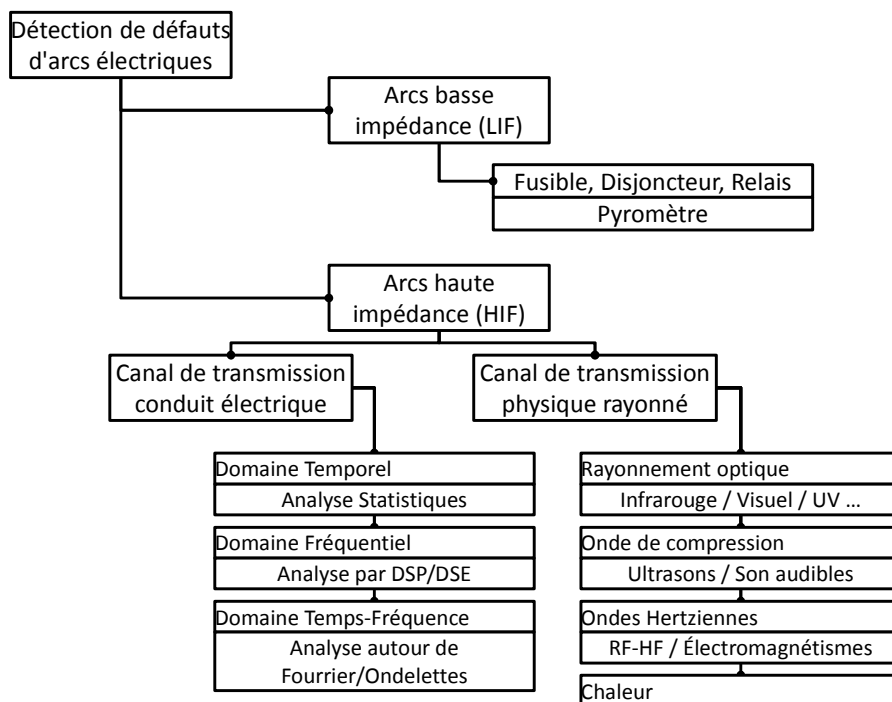 Détection de défauts
d'arcs électriques
Arcs basse
impédance (LIF)
Fusible, Disjoncteur, Relais
Pyromètre
Arcs haute
impédance (HIF)
Canal de transmission
conduit électrique
Canal de transmission
physique rayonné
Domaine Temporel
Analyse Statistiques
Domaine Fréquentiel
Analyse par DSP/DSE
Domaine Temps-Fréquence
Analyse autour de
Fourrier/Ondelettes
Rayonnement optique
Infrarouge / Visuel / UV ...
Onde de compression
Ultrasons / Son audibles
Ondes Hertziennes
RF-HF / Électromagnétismes
Chaleur